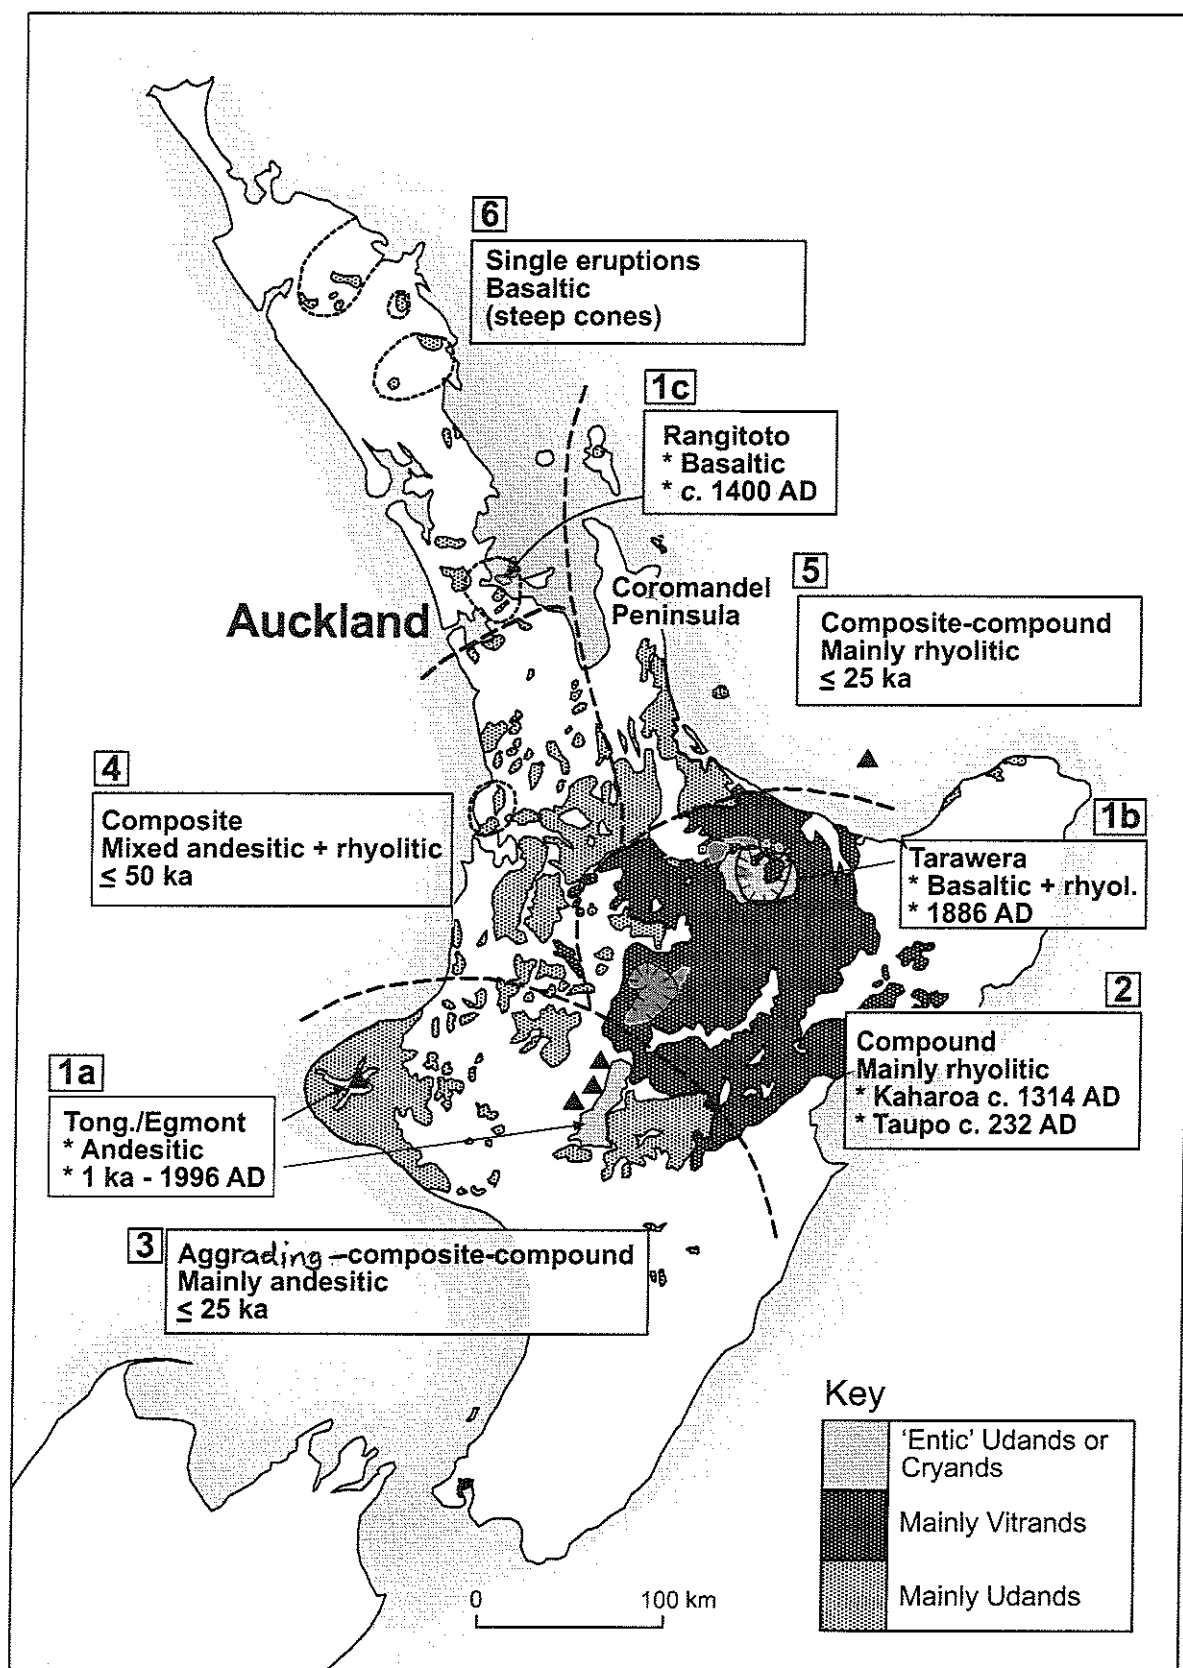 6
Single eruptions
Basaltic
(steep cones)
1c
Rangitoto
* Basaltic
* c. 1400 AD
Auckland
Coromandel
Peninsula
5
Composite-compound
Mainly rhyolitic
≤ 25 ka
4
Composite
Mixed andesitic + rhyolitic
≤ 50 ka
1b
Tarawera
* Basaltic + rhyol.
* 1886 AD
2
Compound
Mainly rhyolitic
* Kaharoa c. 1314 AD
* Taupo c. 232 AD
1a
Tong./Egmont
* Andesitic
* 1 ka - 1996 AD
3
Aggrading-composite-compound
Mainly andesitic
≤ 25 ka
Key
'Entic' Udands or
Cryands
Mainly Vitrands
Mainly Udands
0 100 km